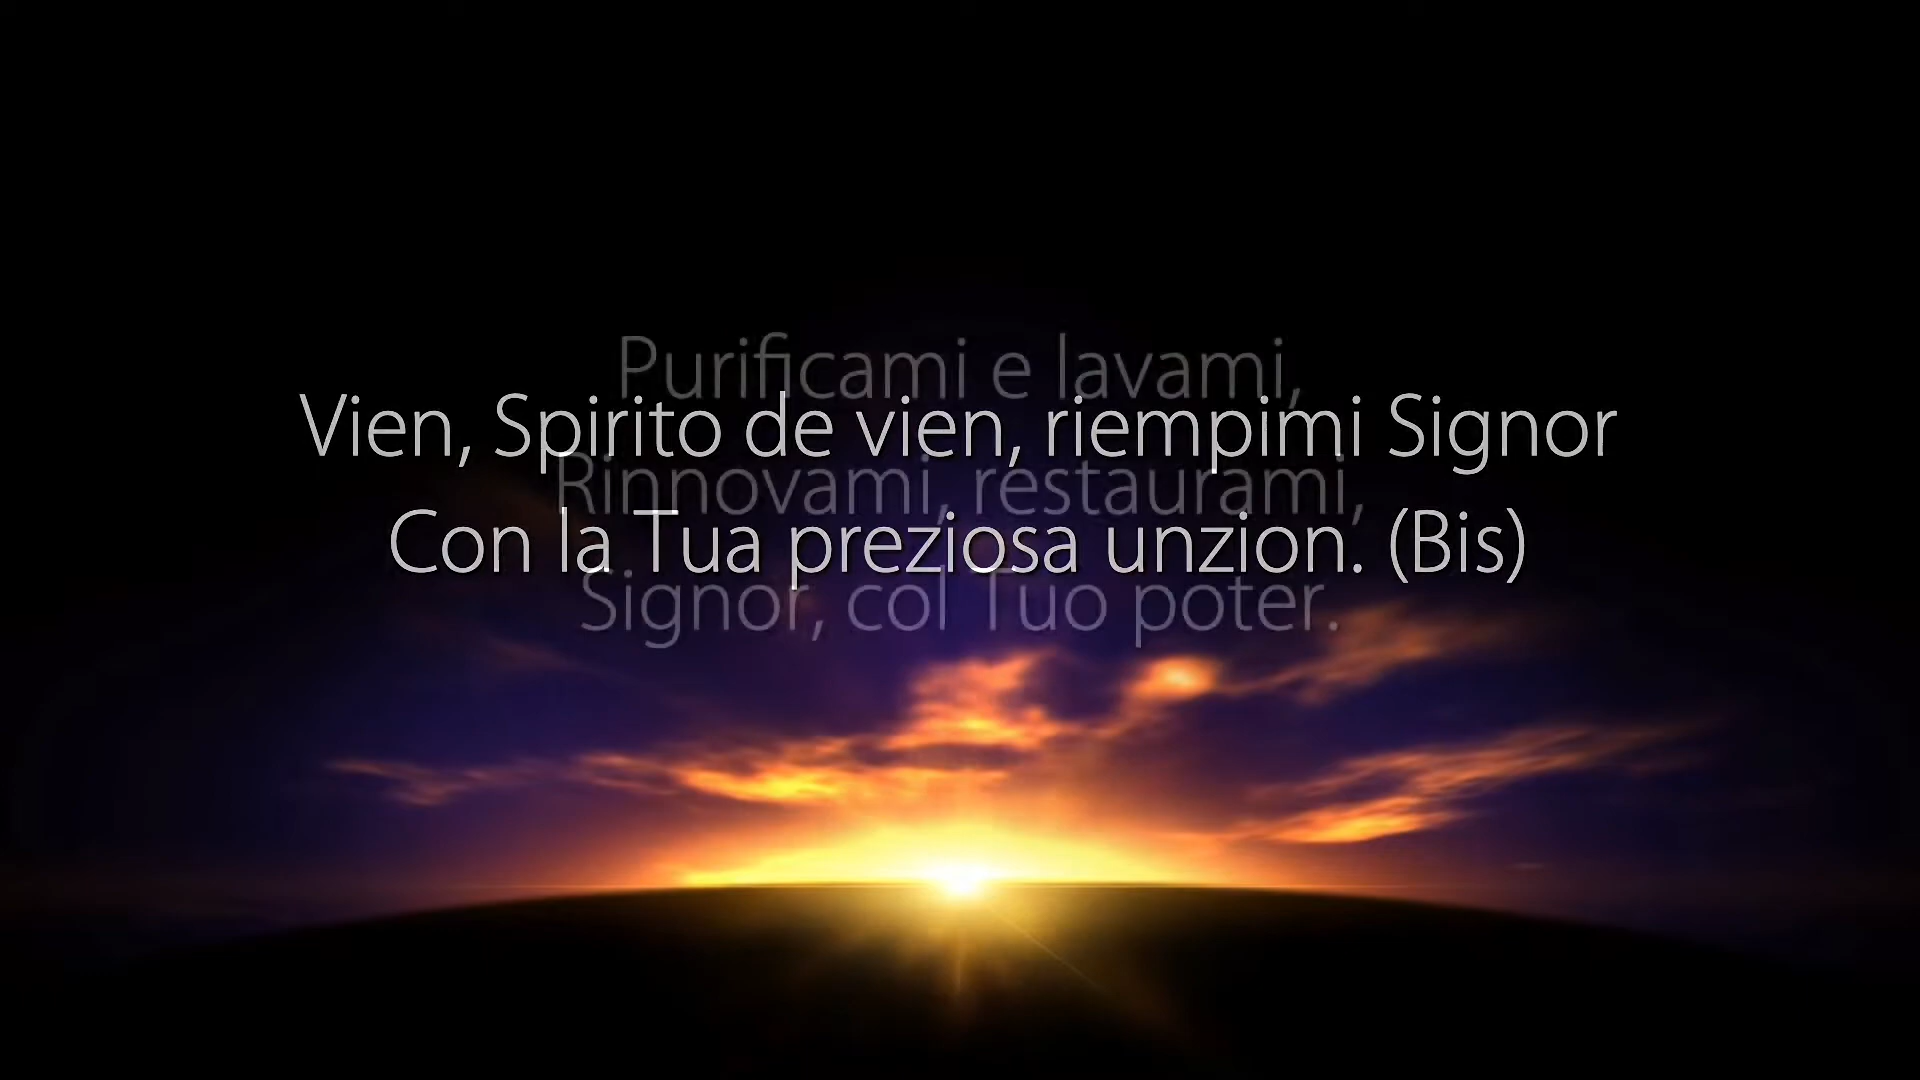 Purificami e lavami,
Vien, Spirito de vien, riempimi Signor
Rinnovami, restaurami,
Con la Tua preziosa unzion. (Bis)
Signor, col Tuo poter.